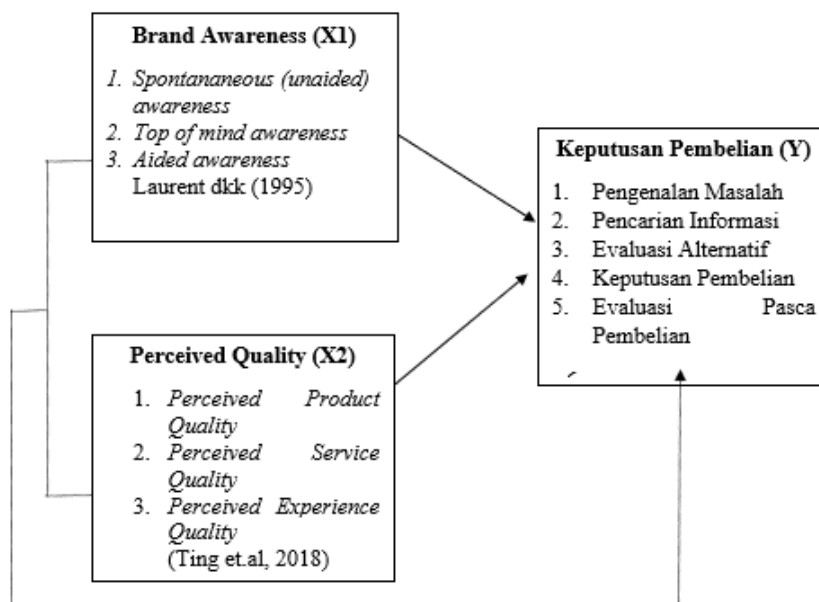 Brand Awareness (X1)
1. Spontananeous (unaided)
awareness
2. Top of mind awareness
3. Aided awareness
Laurent dkk (1995)
Keputusan Pembelian (Y)
1. Pengenalan Masalah
2. Pencarian Informasi
3. Evaluasi Alternatif
4. Keputusan Pembelian
5. Evaluasi Pasca
Pembelian
Perceived Quality (X2)
1. Perceived Product
Quality
2. Perceived Service
Quality
3. Perceived Experience
Quality
(Ting et.al, 2018)